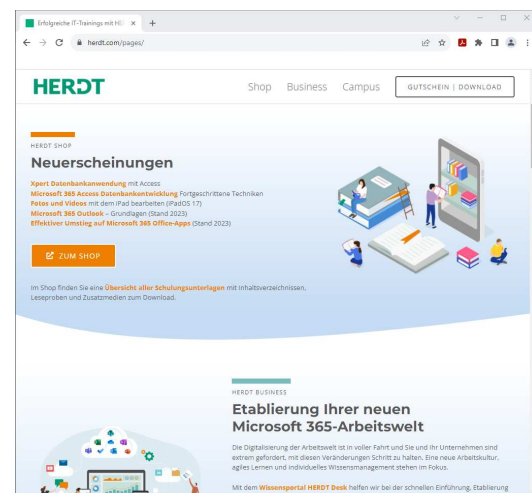 Erfolgreiche IT-Trainings mit HE
herdt.com/pages/
HERDT
Shop Business Campus GUTSCHEIN | DOWNLOAD
HERDT SHOP
Neuerscheinungen
Xpert Datenbankanwendung mit Access
Microsoft 365 Access Datenbankentwicklung Fortgeschrittene Techniken
Fotos und Videos mit dem iPad bearbeiten (iPadOS 17)
Microsoft 365 Outlook – Grundlagen (Stand 2023)
Effektiver Umstieg auf Microsoft 365 Office-Apps (Stand 2023)
ZUM SHOP
Im Shop finden Sie eine Übersicht aller Schulungsunterlagen mit Inhaltsverzeichnissen,
Leseproben und Zusatzmedien zum Download.
HERDT BUSINESS
Etablierung Ihrer neuen
Microsoft 365-Arbeitswelt
Die Digitalisierung der Arbeitswelt ist in voller Fahrt und Sie und Ihr Unternehmen sind
extrem gefordert, mit diesen Veränderungen Schritt zu halten. Eine neue Arbeitskultur,
agiles Lernen und individuelles Wissensmanagement stehen im Fokus.
Mit dem Wissensportal HERDT Desk helfen wir bei der schnellen Einführung, Etablierung